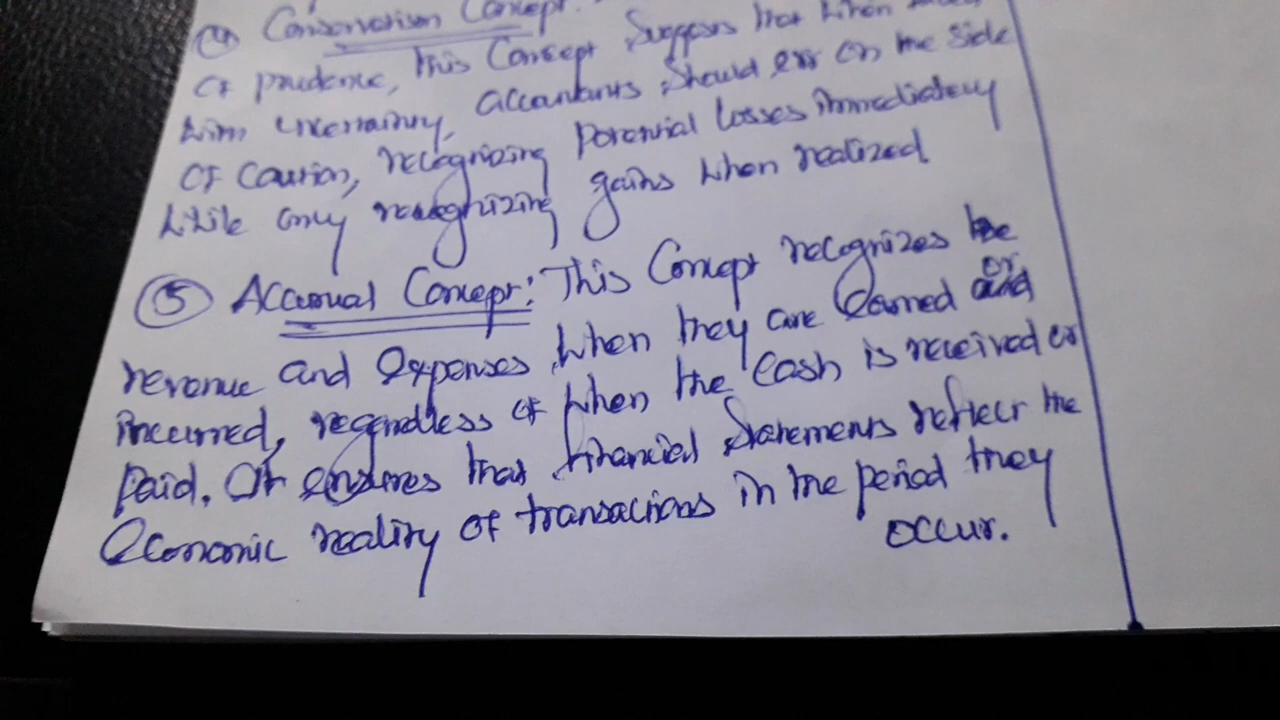 ④ Conservatism Concept:
of prudence, this Concept suggests that when
with uncertainty, accountants should err on the side
of caution, recognizing potential losses immediately
while only recognizing gains when realized
⑤ Accrual Concept: This Concept recognizes the
revenue and expenses when they are earned or
incurred, regardless of when the cash is received or
paid. It ensures that financial statements reflect the
economic reality of transactions in the period they
occur.